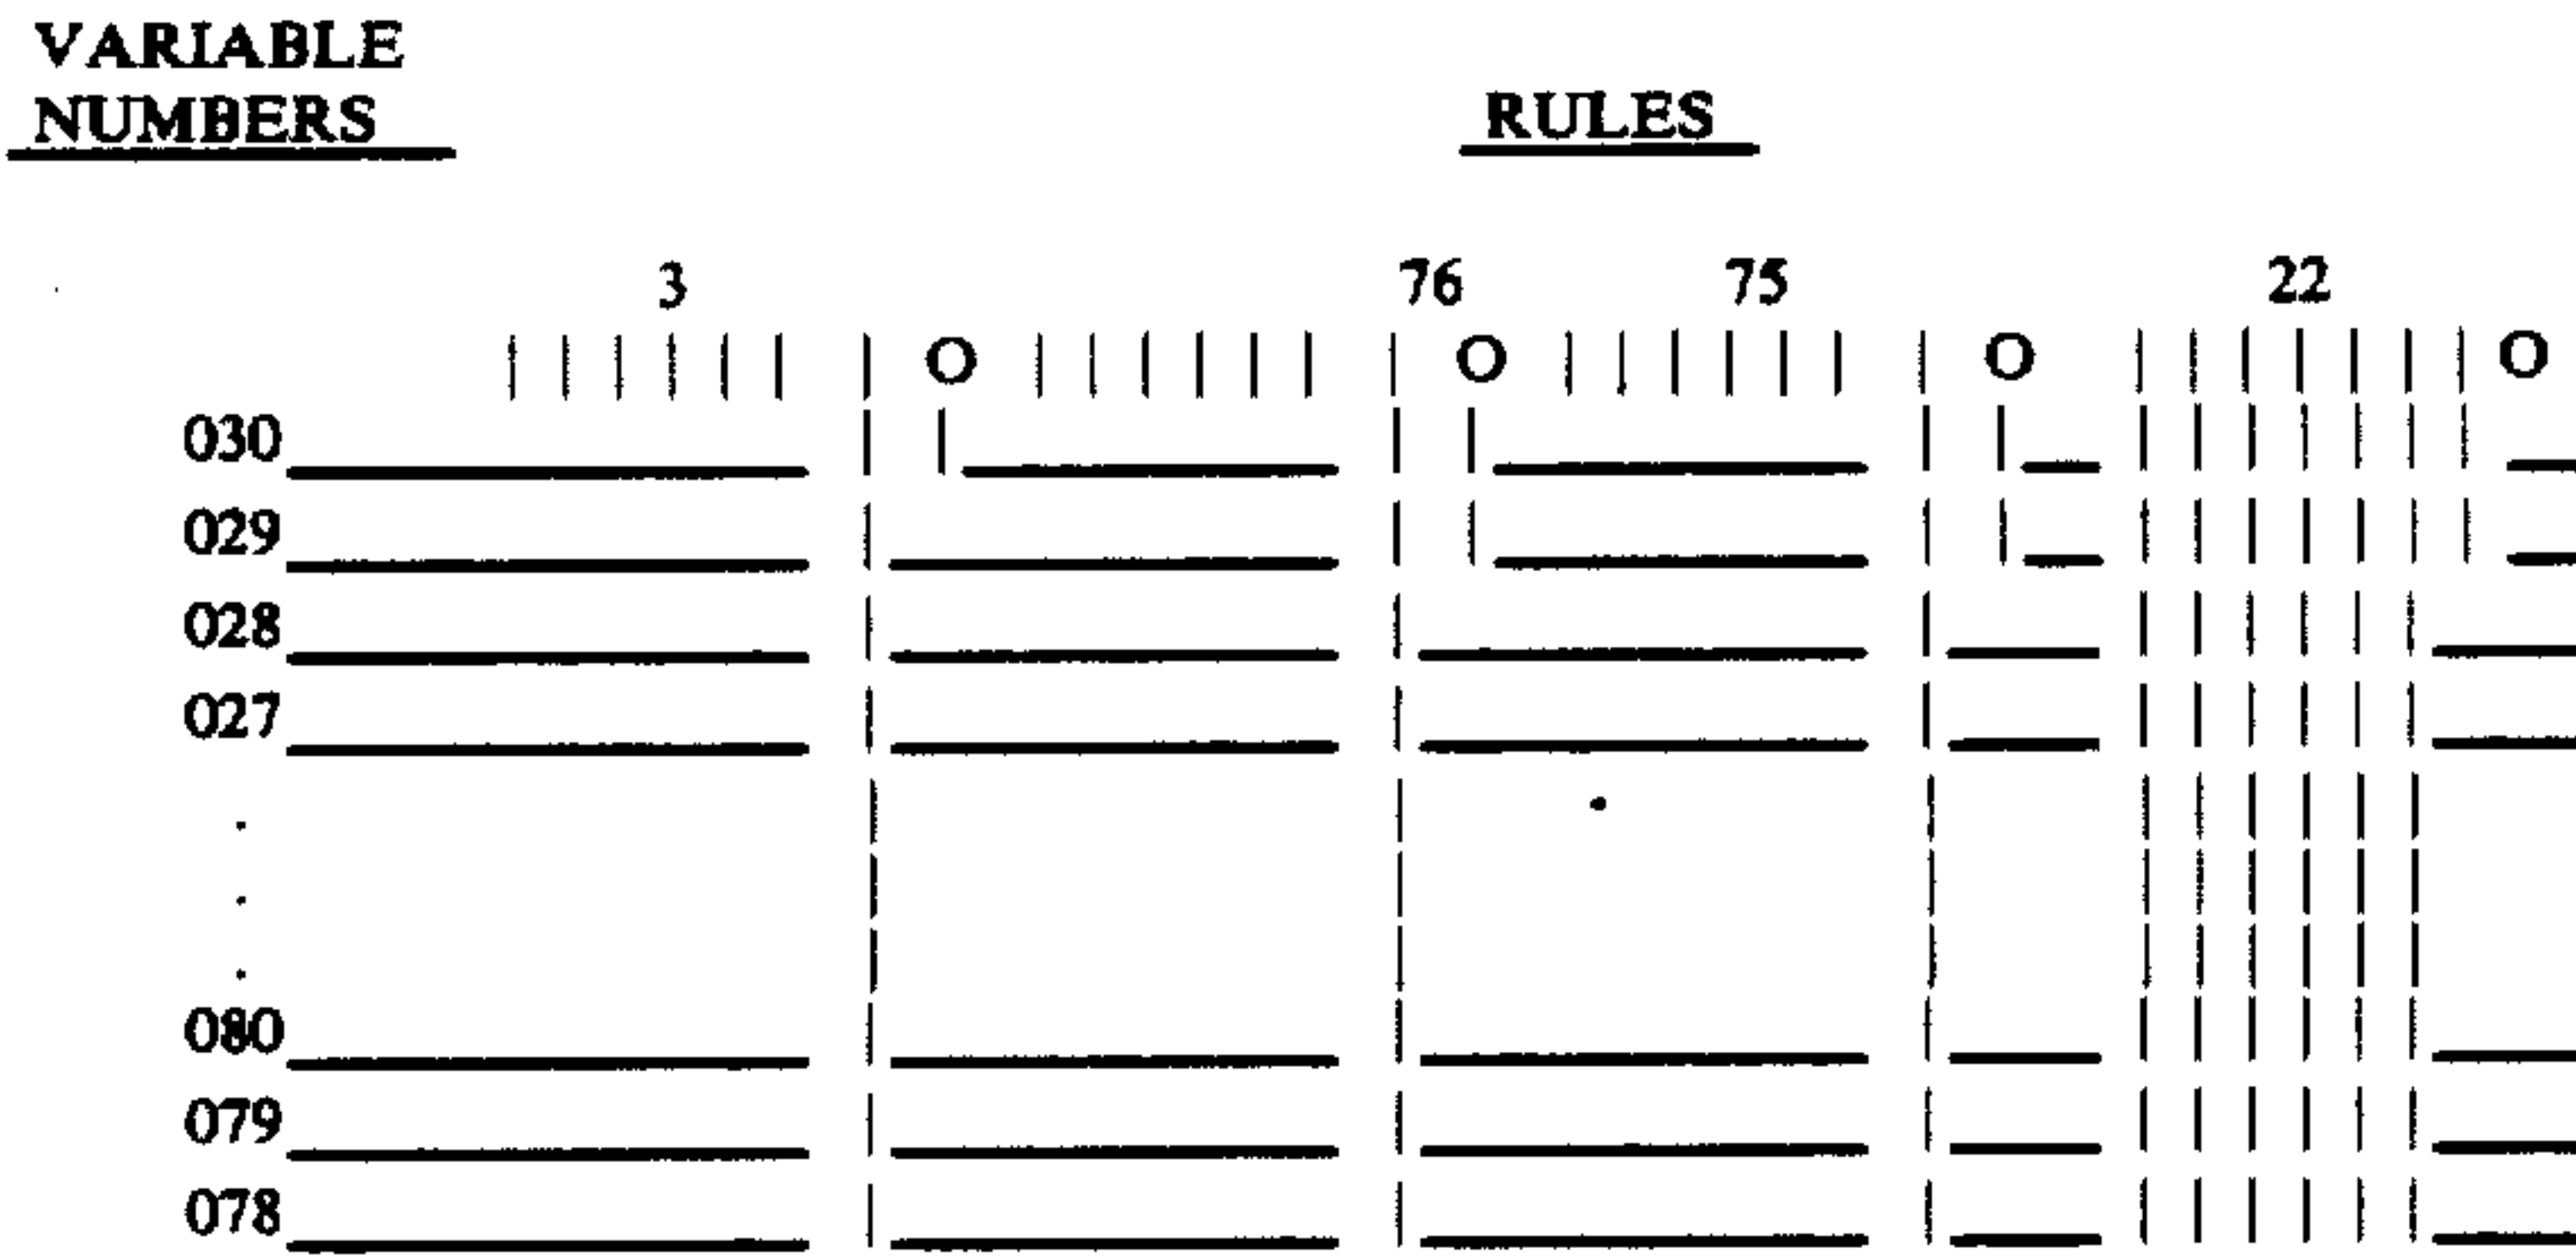 VARIABLE
NUMBERS
RULES
3 76 75 22
| | | | | | | O | | | | | | | O | | | | | | | O | | | | | | | O
030
029
028
027
.
.
.
080
079
078